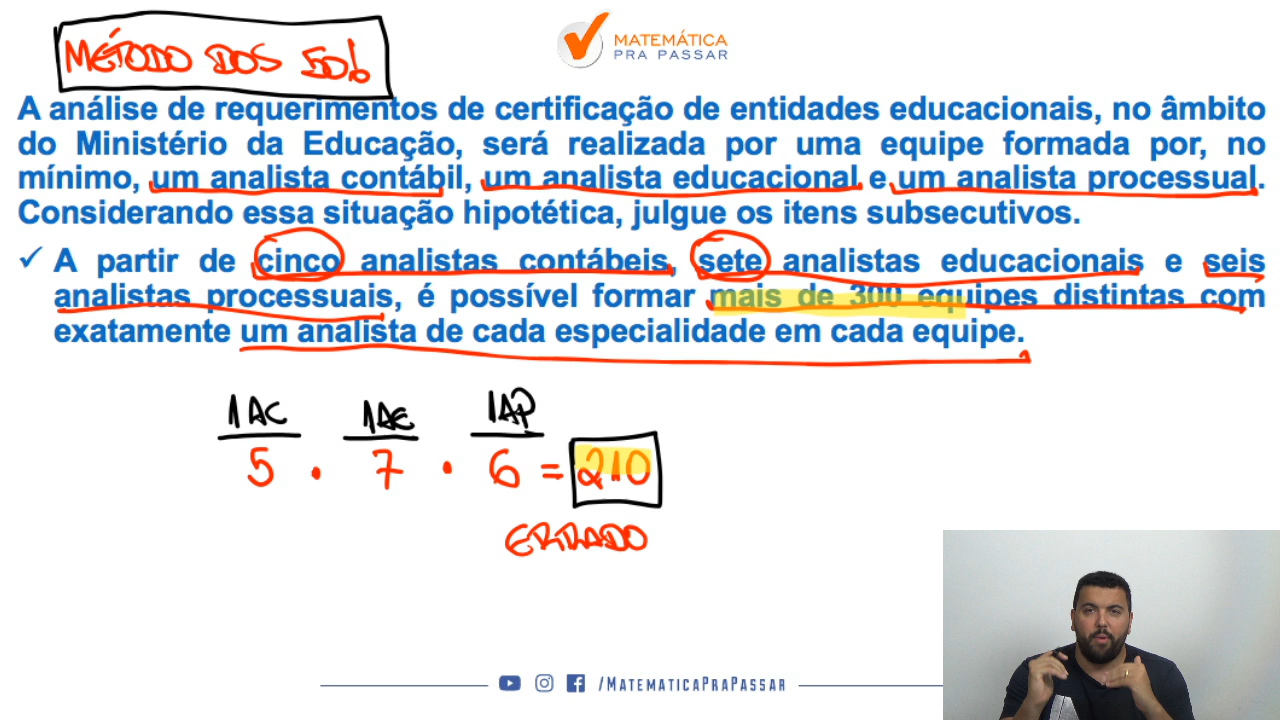 MÉTODO DOS 50!
MATEMÁTICA
PRA PASSAR
A análise de requerimentos de certificação de entidades educacionais, no âmbito
do Ministério da Educação, será realizada por uma equipe formada por, no
mínimo, um analista contábil, um analista educacional e um analista processual.
Considerando essa situação hipotética, julgue os itens subsecutivos.
✓ A partir de cinco analistas contábeis, sete analistas educacionais e seis
analistas processuais, é possível formar mais de 300 equipes distintas com
exatamente um analista de cada especialidade em cada equipe.
1AC 1AE 1AP
5 . 7 . 6 = 210
ERRADO
/MATEMATICAPRAPASSAR